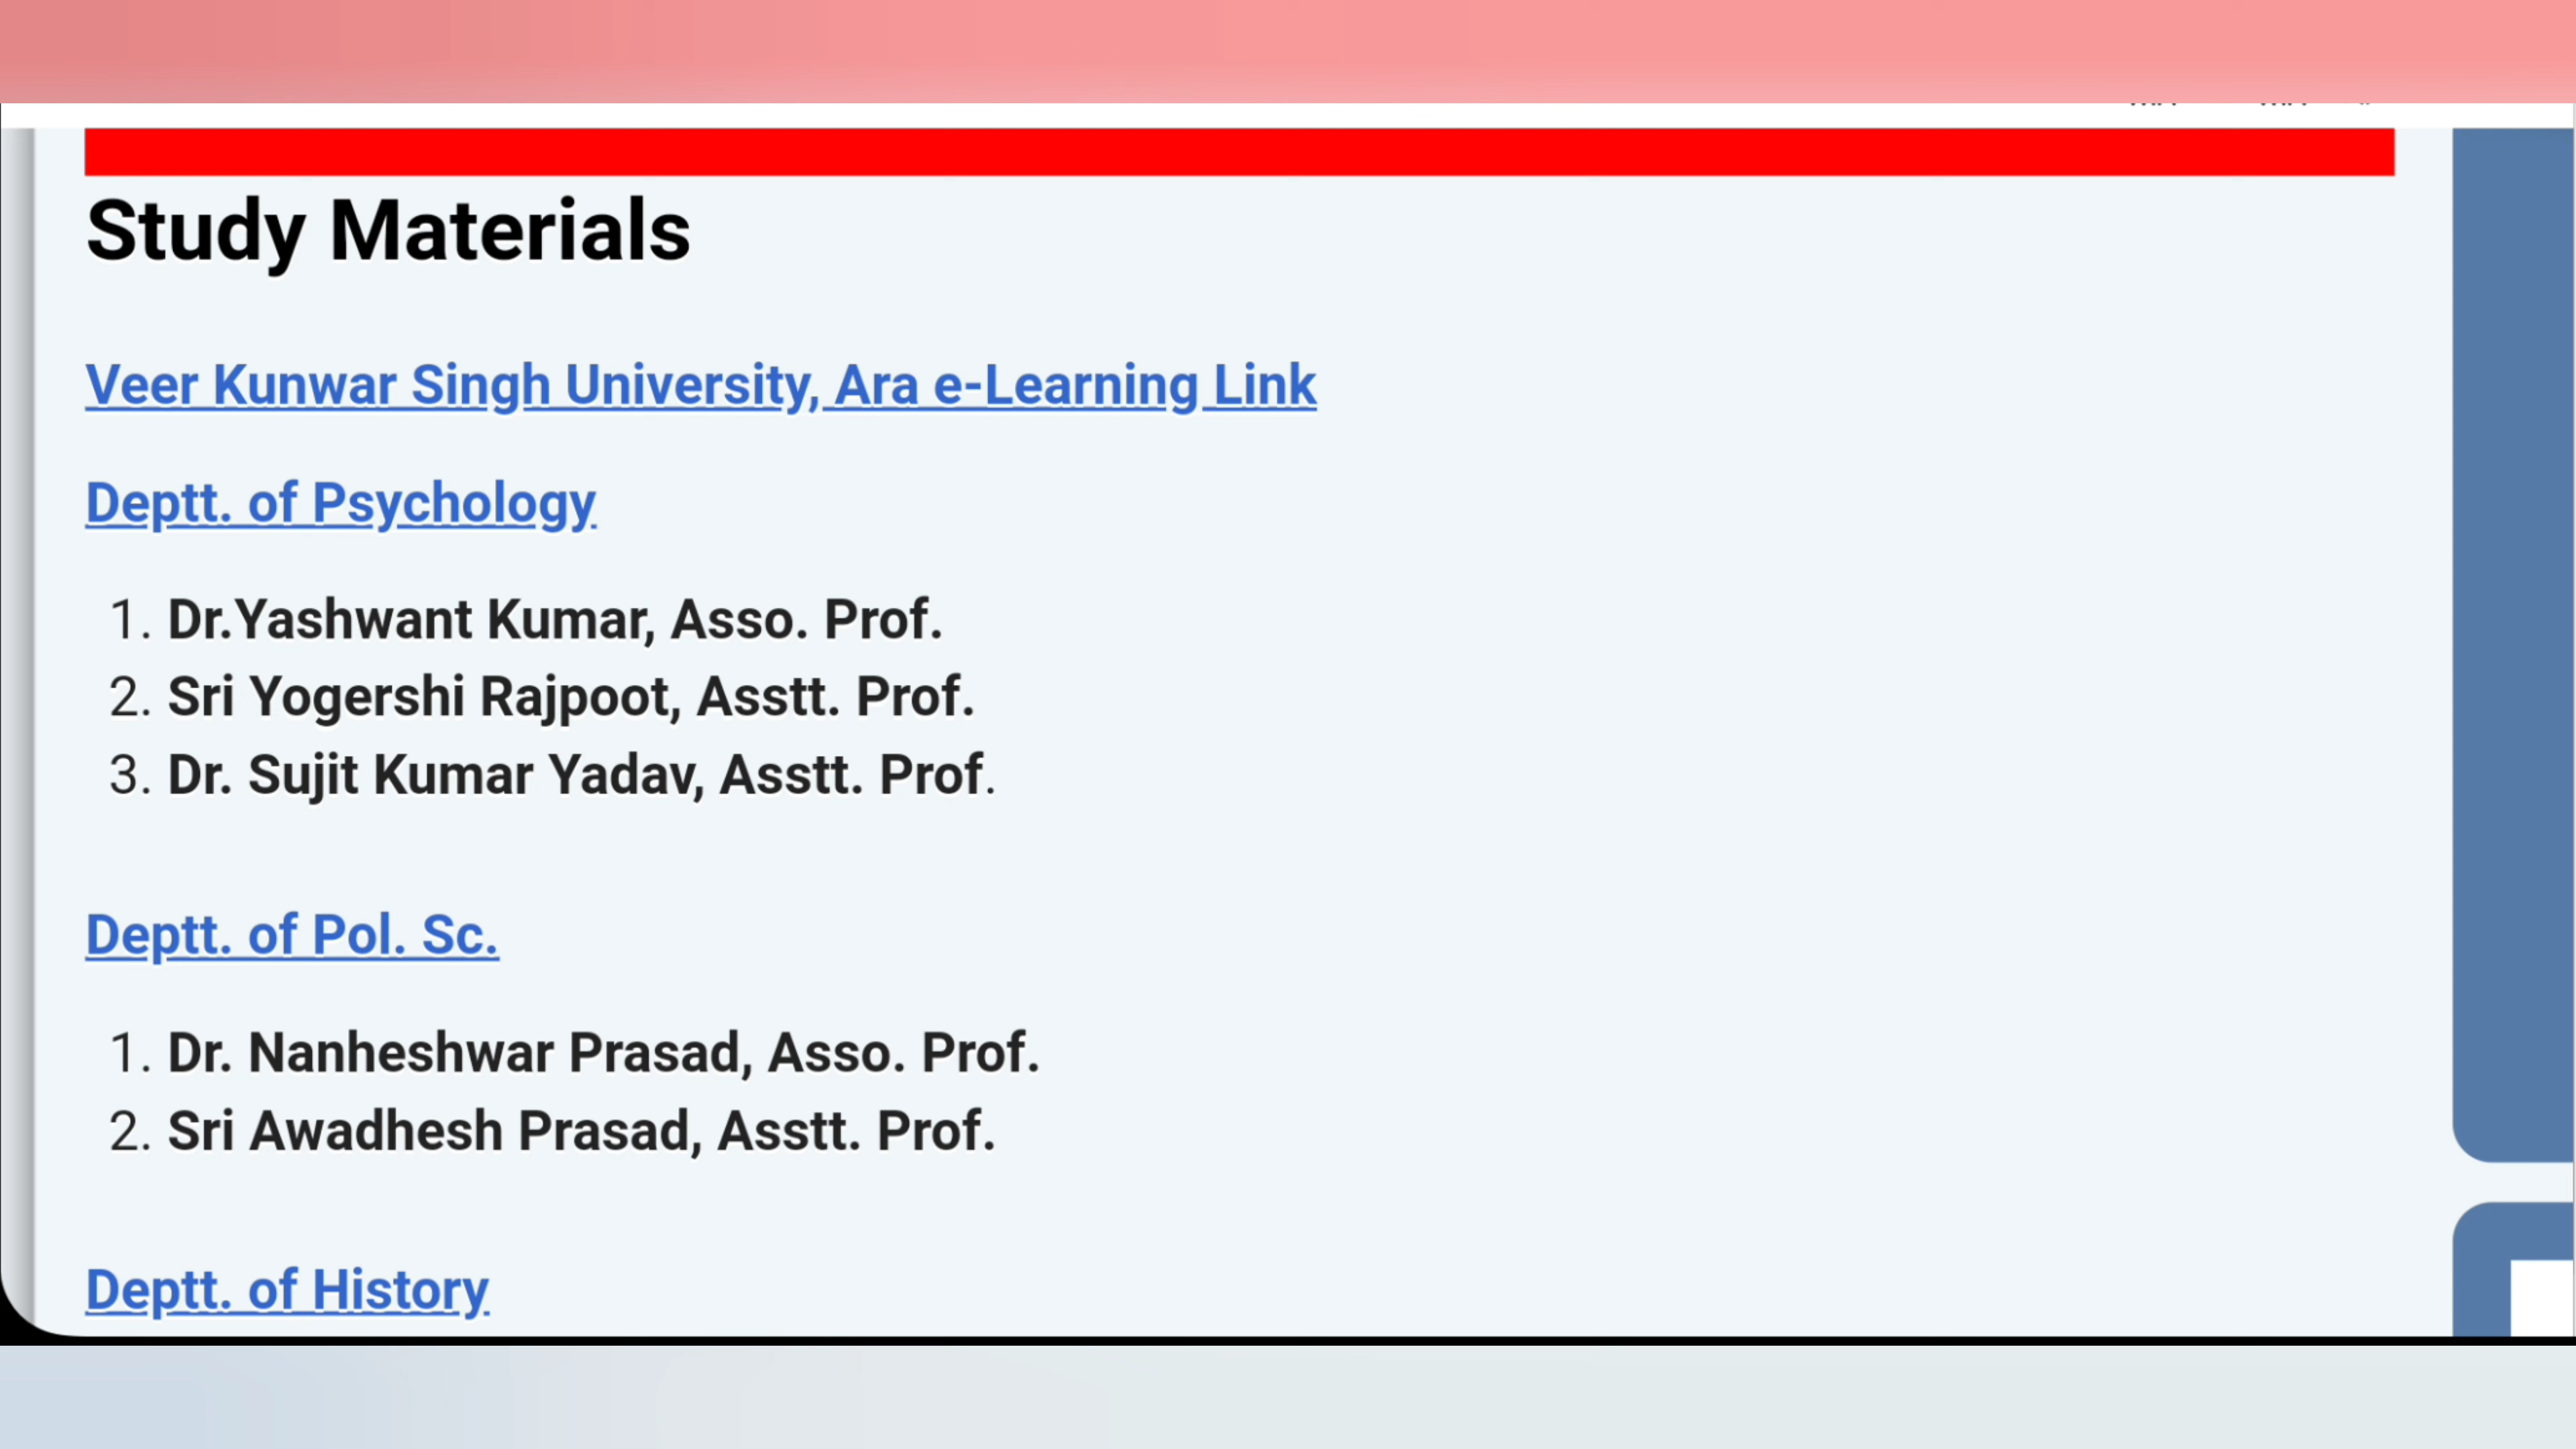 Study Materials
Veer Kunwar Singh University, Ara e-Learning Link
Deptt. of Psychology
1. Dr.Yashwant Kumar, Asso. Prof.
2. Sri Yogershi Rajpoot, Asstt. Prof.
3. Dr. Sujit Kumar Yadav, Asstt. Prof.
Deptt. of Pol. Sc.
1. Dr. Nanheshwar Prasad, Asso. Prof.
2. Sri Awadhesh Prasad, Asstt. Prof.
Deptt. of History